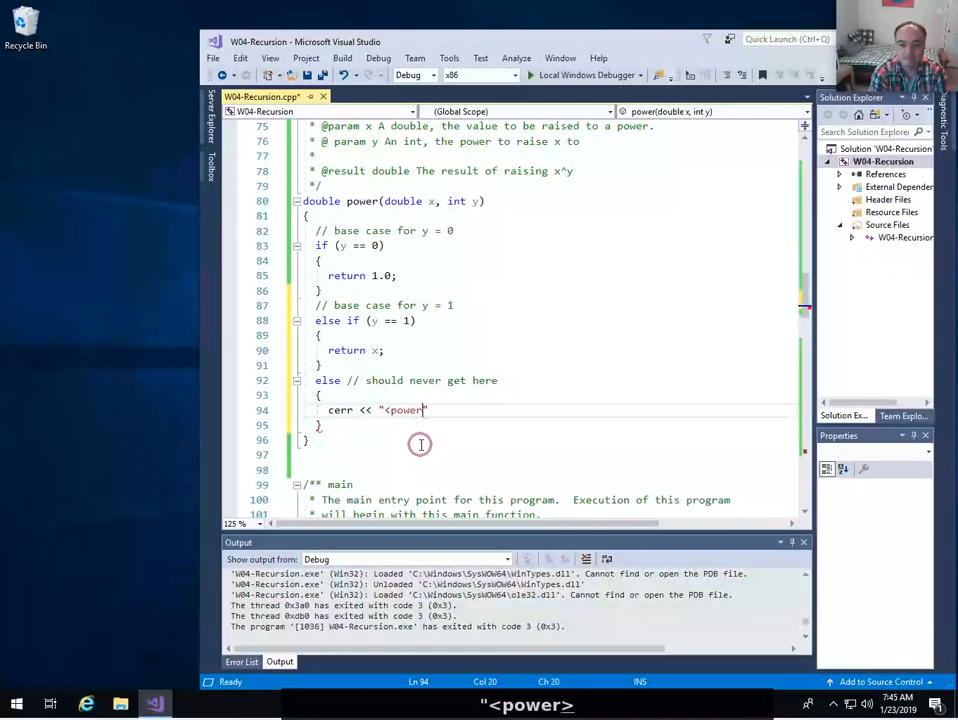 Recycle Bin
W04-Recursion - Microsoft Visual Studio
Quick Launch (Ctrl+Q)
File Edit View Project Build Debug Team Tools Test Analyze Window Help
Debug x86 Local Windows Debugger
W04-Recursion.cpp*
W04-Recursion (Global Scope) power(double x, int y)
Server Explorer
Toolbox
75 * @param x A double, the value to be raised to a power.
76 * @ param y An int, the power to raise x to
77 *
78 * @result double The result of raising x^y
79 */
80 double power(double x, int y)
81 {
82 // base case for y = 0
83 if (y == 0)
84 {
85 return 1.0;
86 }
87 // base case for y = 1
88 else if (y == 1)
89 {
90 return x;
91 }
92 else // should never get here
93 {
94 cerr << "<power"
95 }
96 }
97
98
99 /** main
100 * The main entry point for this program.  Execution of this program
101 * will begin with this main function.
125 %
Solution Explorer
Search Solution Explorer
Solution 'W04-Recursion'
W04-Recursion
References
External Depende
Header Files
Resource Files
Source Files
W04-Recursion
Solution Explorer Team Explo...
Properties
Diagnostic Tools
Output
Show output from: Debug
'W04-Recursion.exe' (Win32): Loaded 'C:\Windows\SysWOW64\WinTypes.dll'. Cannot find or open the PDB file.
'W04-Recursion.exe' (Win32): Unloaded 'C:\Windows\SysWOW64\WinTypes.dll'
'W04-Recursion.exe' (Win32): Loaded 'C:\Windows\SysWOW64\ole32.dll'. Cannot find or open the PDB file.
The thread 0x3a0 has exited with code 3 (0x3).
The thread 0xdb0 has exited with code 3 (0x3).
The program '[1036] W04-Recursion.exe' has exited with code 3 (0x3).
Error List Output
Ready Ln 94 Col 20 Ch 20 INS Add to Source Control
"<power>
7:45 AM
1/23/2019